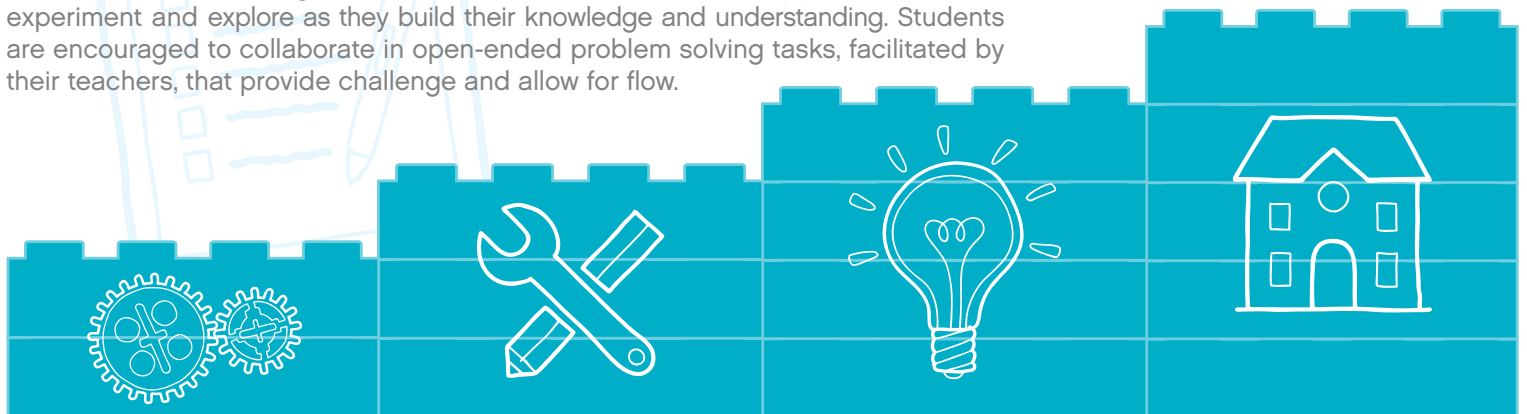 experiment and explore as they build their knowledge and understanding. Students
are encouraged to collaborate in open-ended problem solving tasks, facilitated by
their teachers, that provide challenge and allow for flow.